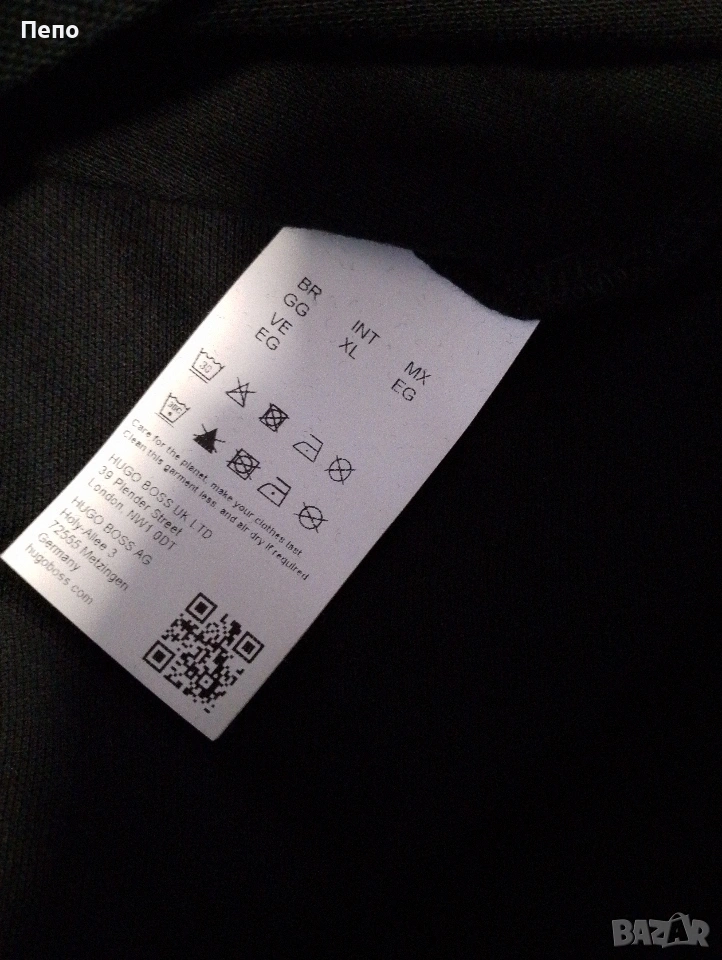 Пепо
BR
GG
VE
EG
INT
XL
MX
EG
30
30C
Care for the planet, make your clothes last
Clean this garment less, and air dry if required
HUGO BOSS UK LTD
39 Plender Street
London, NW1 0DT
HUGO BOSS AG
Holy-Allee 3
72555 Metzingen
Germany
hugoboss.com
BAZAR